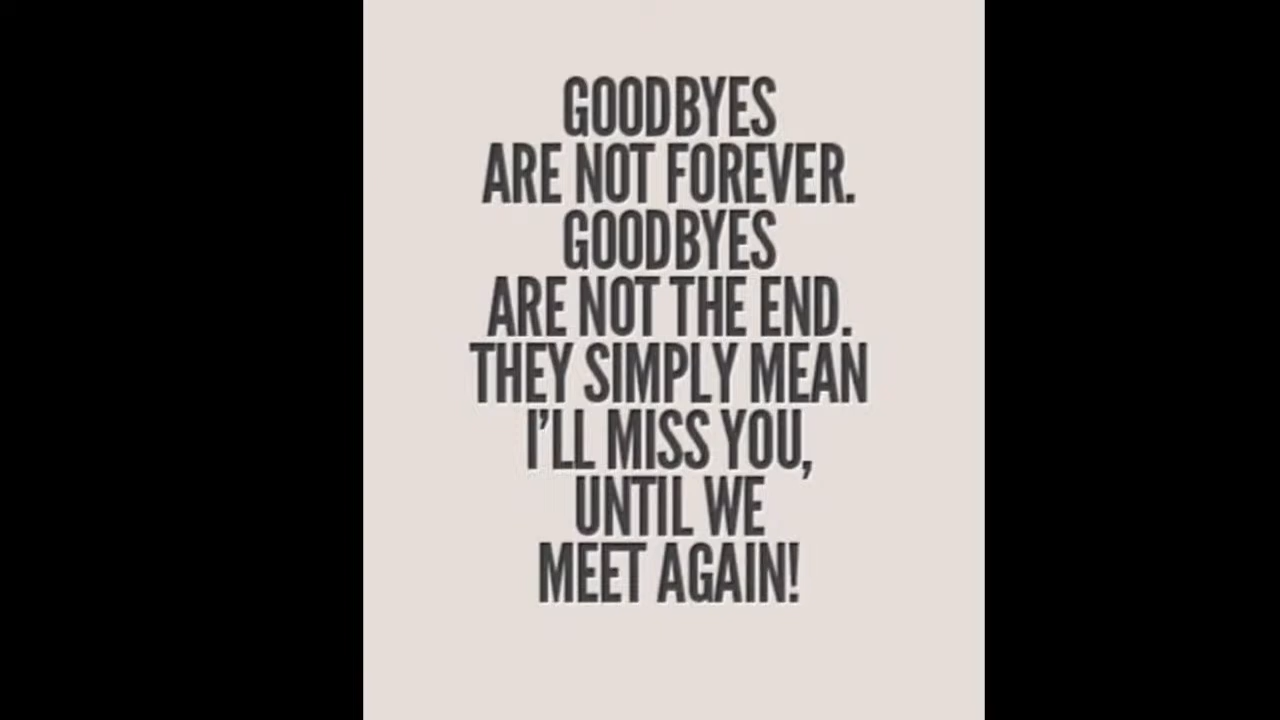 GOODBYES
ARE NOT FOREVER.
GOODBYES
ARE NOT THE END.
THEY SIMPLY MEAN
I'LL MISS YOU,
UNTIL WE
MEET AGAIN!